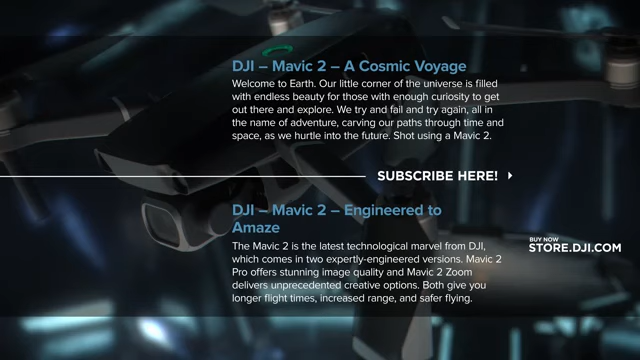 DJI – Mavic 2 – A Cosmic Voyage
Welcome to Earth. Our little corner of the universe is filled
with endless beauty for those with enough curiosity to get
out there and explore. We try and fail and try again, all in
the name of adventure, carving our paths through time and
space, as we hurtle into the future. Shot using a Mavic 2.
SUBSCRIBE HERE!
DJI – Mavic 2 – Engineered to
Amaze
The Mavic 2 is the latest technological marvel from DJI,
which comes in two expertly-engineered versions. Mavic 2
Pro offers stunning image quality and Mavic 2 Zoom
delivers unprecedented creative options. Both give you
longer flight times, increased range, and safer flying.
BUY NOW
STORE.DJI.COM